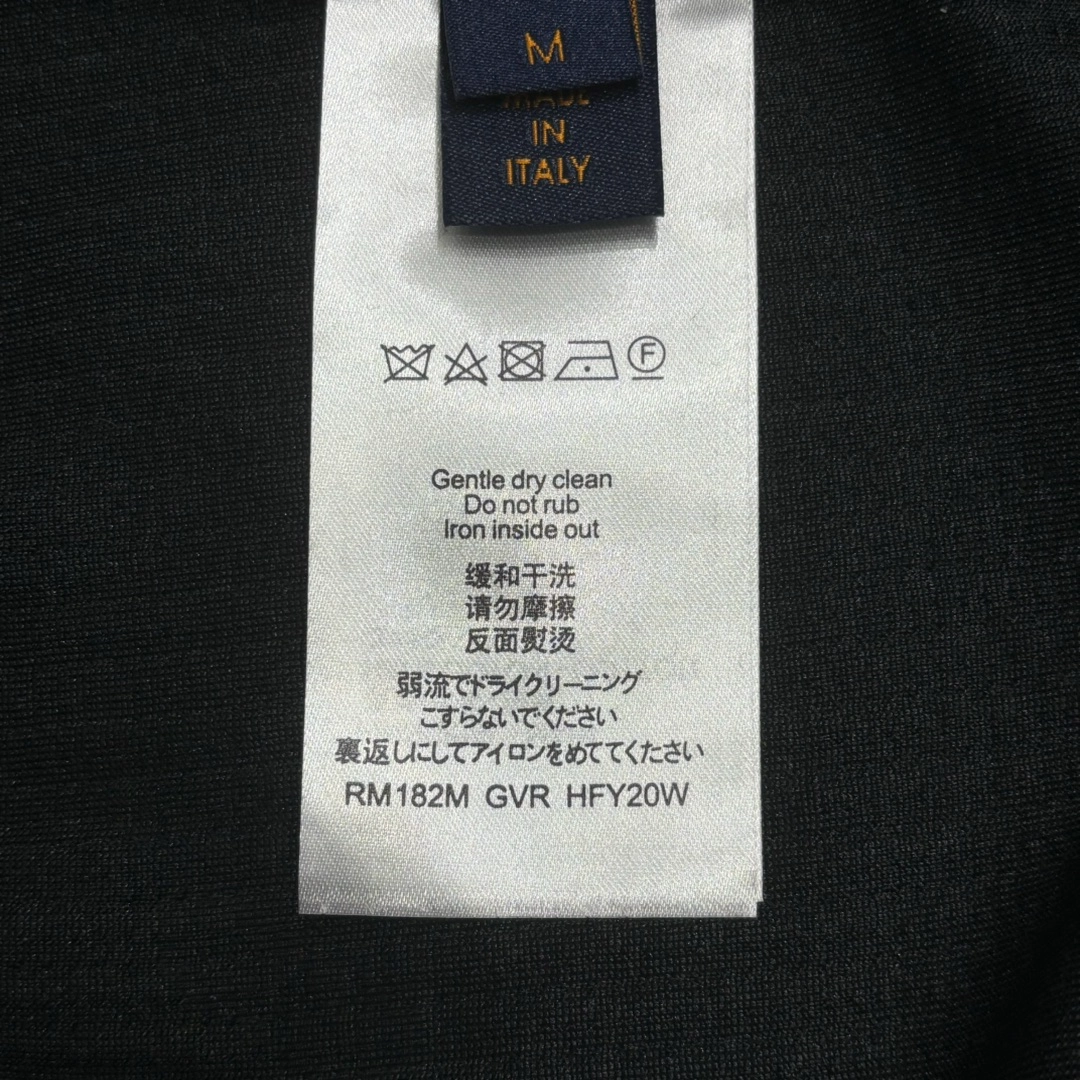 M
MADE
IN
ITALY
F
Gentle dry clean
Do not rub
Iron inside out
缓和干洗
请勿摩擦
反面熨烫
弱流でドライクリーニング
こすらないでください
裏返しにしてアイロンをめててくたさい
RM182M GVR HFY20W